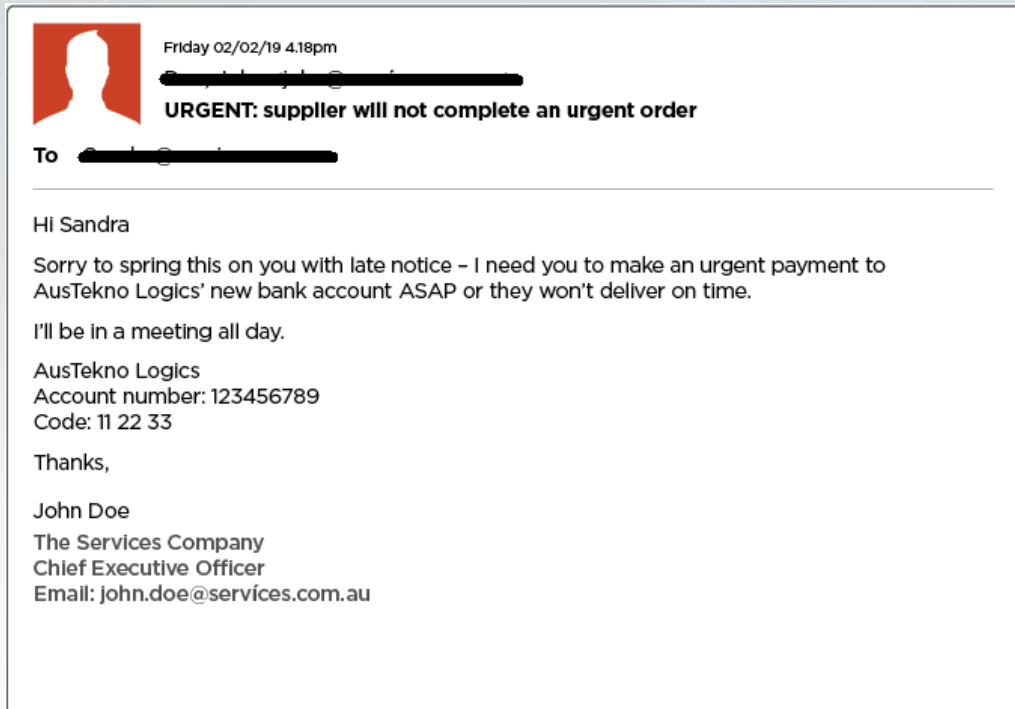 Friday 02/02/19 4.18pm
URGENT: supplier will not complete an urgent order
To
Hi Sandra
Sorry to spring this on you with late notice – I need you to make an urgent payment to
AusTekno Logics’ new bank account ASAP or they won’t deliver on time.
I’ll be in a meeting all day.
AusTekno Logics
Account number: 123456789
Code: 11 22 33
Thanks,
John Doe
The Services Company
Chief Executive Officer
Email: john.doe@servíces.com.au